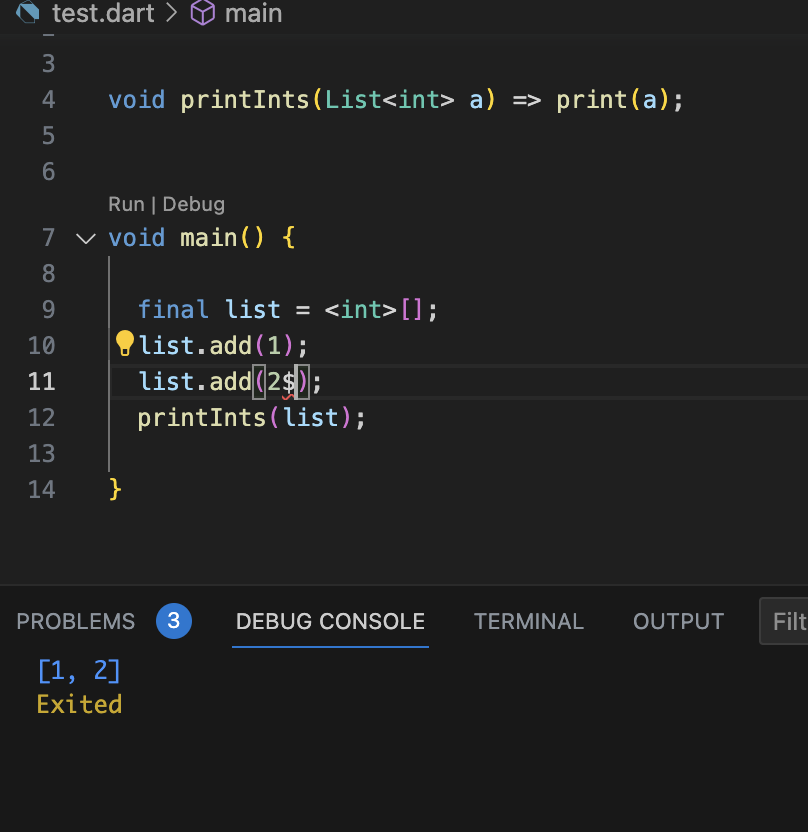 test.dart > main
3
4 void printInts(List<int> a) => print(a);
5
6
Run | Debug
7 void main() {
8
9 final list = <int>[];
10 list.add(1);
11 list.add(2$);
12 printInts(list);
13
14 }
PROBLEMS 3 DEBUG CONSOLE TERMINAL OUTPUT Filt
[1, 2]
Exited